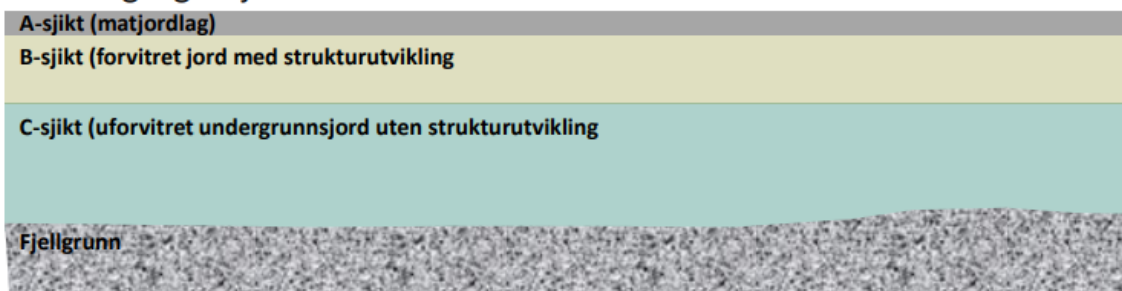 A-sjikt (matjordlag)
B-sjikt (forvitret jord med strukturutvikling
C-sjikt (uforvitret undergrunnsjord uten strukturutvikling
Fjellgrunn